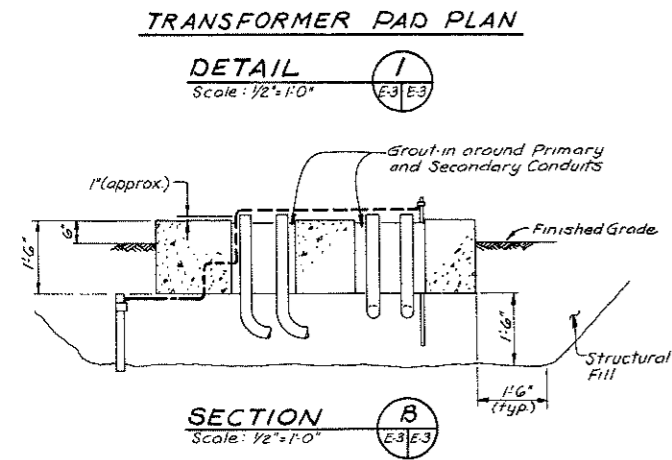 TRANSFORMER PAD PLAN
DETAIL
Scale: 1/2"=1'-0"
1
E-3 E-3
Grout-in around Primary
and Secondary Conduits
1"(approx.)
6"
1'-6"
Finished Grade
1'-6"
Structural
Fill
1'-6"
(typ.)
SECTION
Scale: 1/2"=1'-0"
B
E-3 E-3